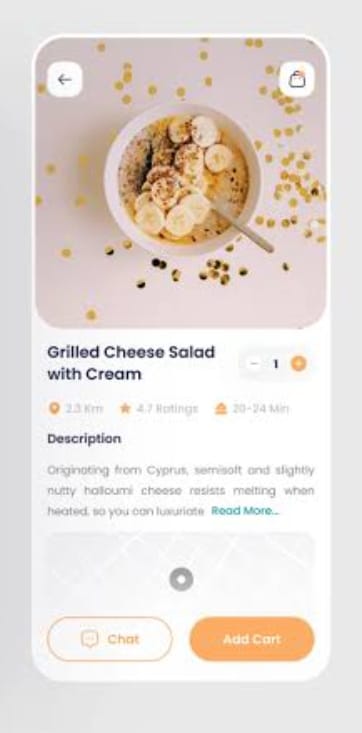 Grilled Cheese Salad
with Cream
− 1 +
2.3 Km 4.7 Ratings 20-24 Min
Description
Originating from Cyprus, semisoft and slightly
nutty halloumi cheese resists melting when
heated, so you can luxuriate Read More...
Chat Add Cart